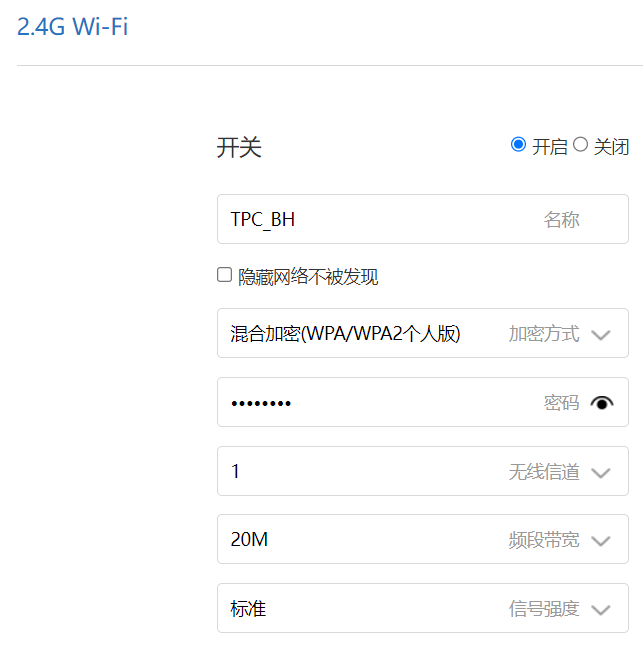 2.4G Wi-Fi
开关 开启 关闭
TPC_BH 名称
隐藏网络不被发现
混合加密(WPA/WPA2个人版) 加密方式
•••••••• 密码
1 无线信道
20M 频段带宽
标准 信号强度